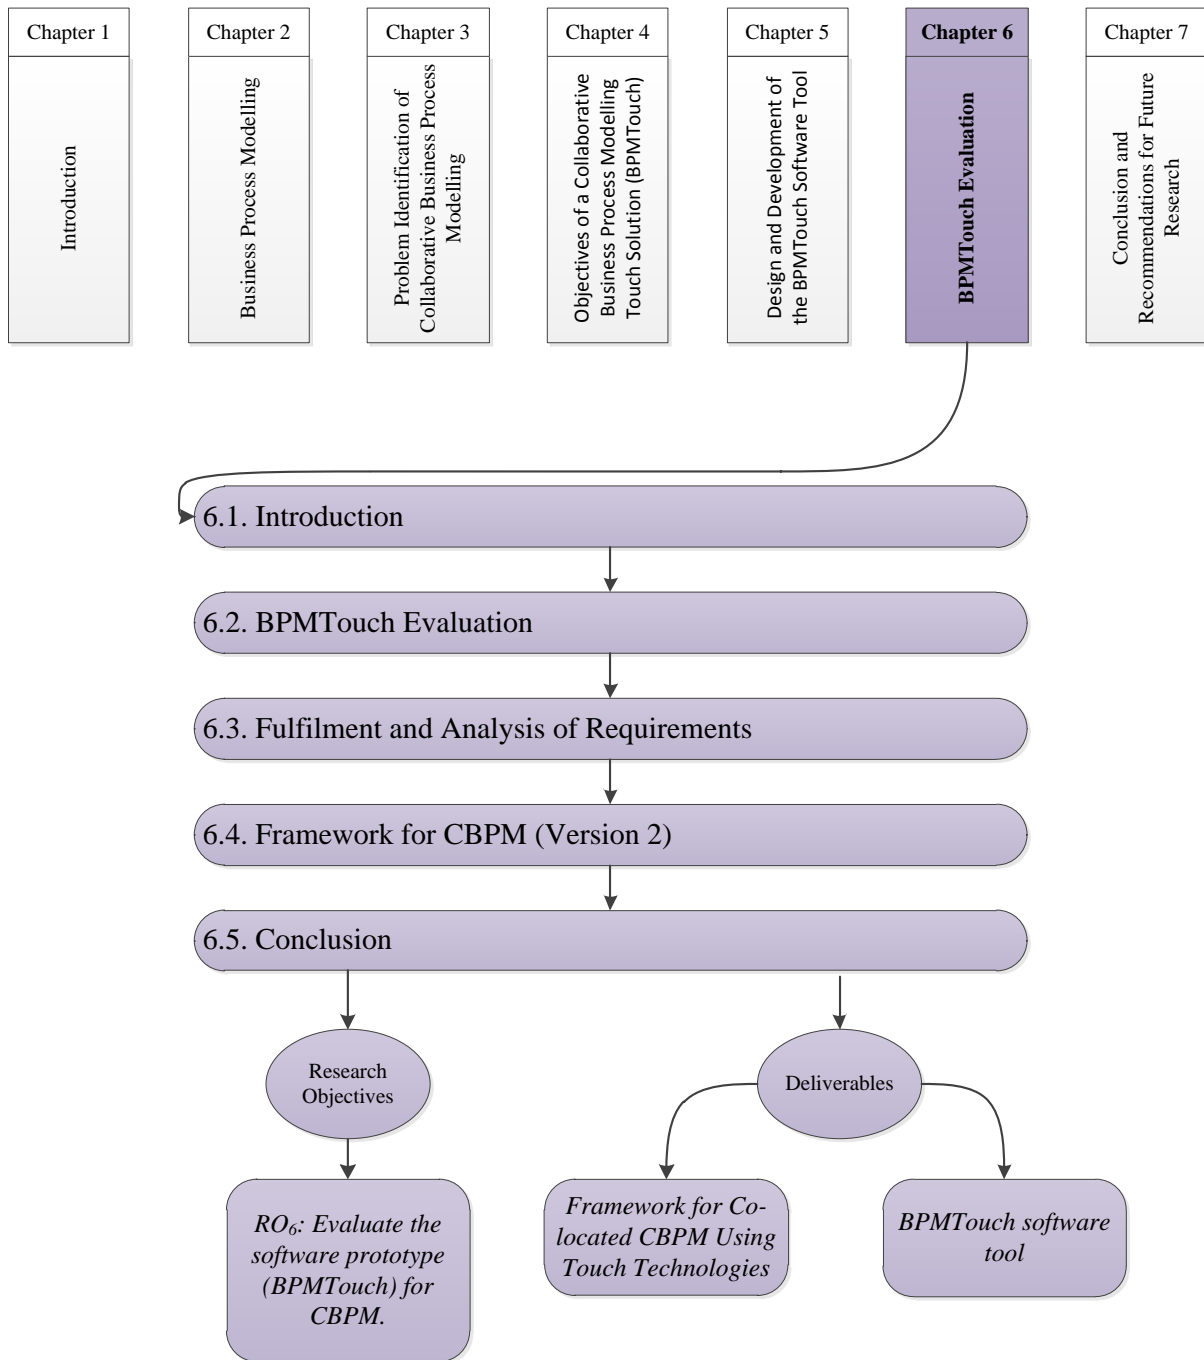 Chapter 1
Introduction
Chapter 2
Business Process Modelling
Chapter 3
Problem Identification of
Collaborative Business Process
Modelling
Chapter 4
Objectives of a Collaborative
Business Process Modelling
Touch Solution (BPMTouch)
Chapter 5
Design and Development of
the BPMTouch Software Tool
Chapter 6
BPMTouch Evaluation
Chapter 7
Conclusion and
Recommendations for Future
Research
6.1. Introduction
6.2. BPMTouch Evaluation
6.3. Fulfilment and Analysis of Requirements
6.4. Framework for CBPM (Version 2)
6.5. Conclusion
Research
Objectives
Deliverables
RO₆: Evaluate the
software prototype
(BPMTouch) for
CBPM.
Framework for Co-
located CBPM Using
Touch Technologies
BPMTouch software
tool